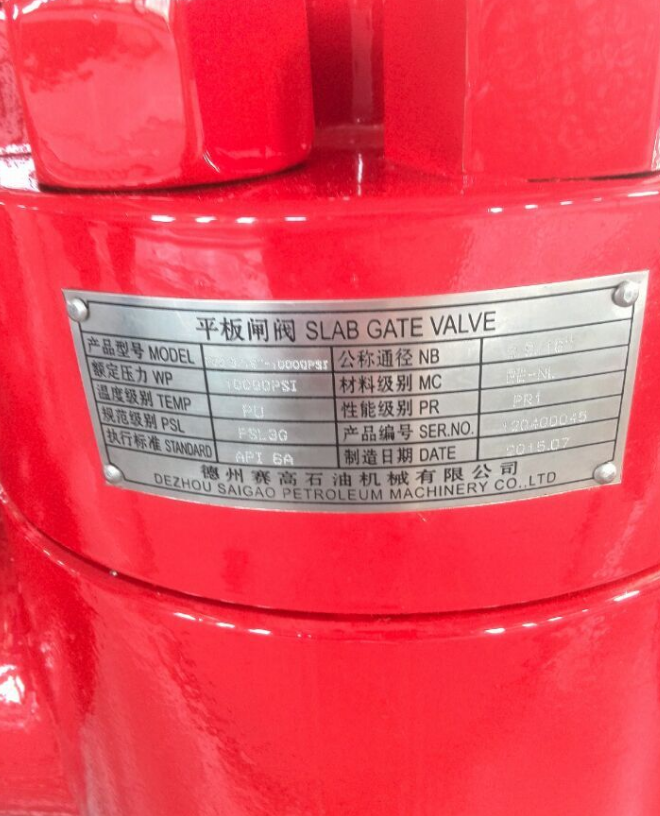 平板闸阀 SLAB GATE VALVE
产品型号 MODEL -10000PSI 公称通径 NB
额定压力 WP 10000PSI 材料级别 MC -NL
温度级别 TEMP PU 性能级别 PR PR1
规范级别 PSL PSL3G 产品编号 SER.NO.
执行标准 STANDARD API 6A 制造日期 DATE 2015.07
德州赛高石油机械有限公司
DEZHOU SAIGAO PETROLEUM MACHINERY CO.,LTD